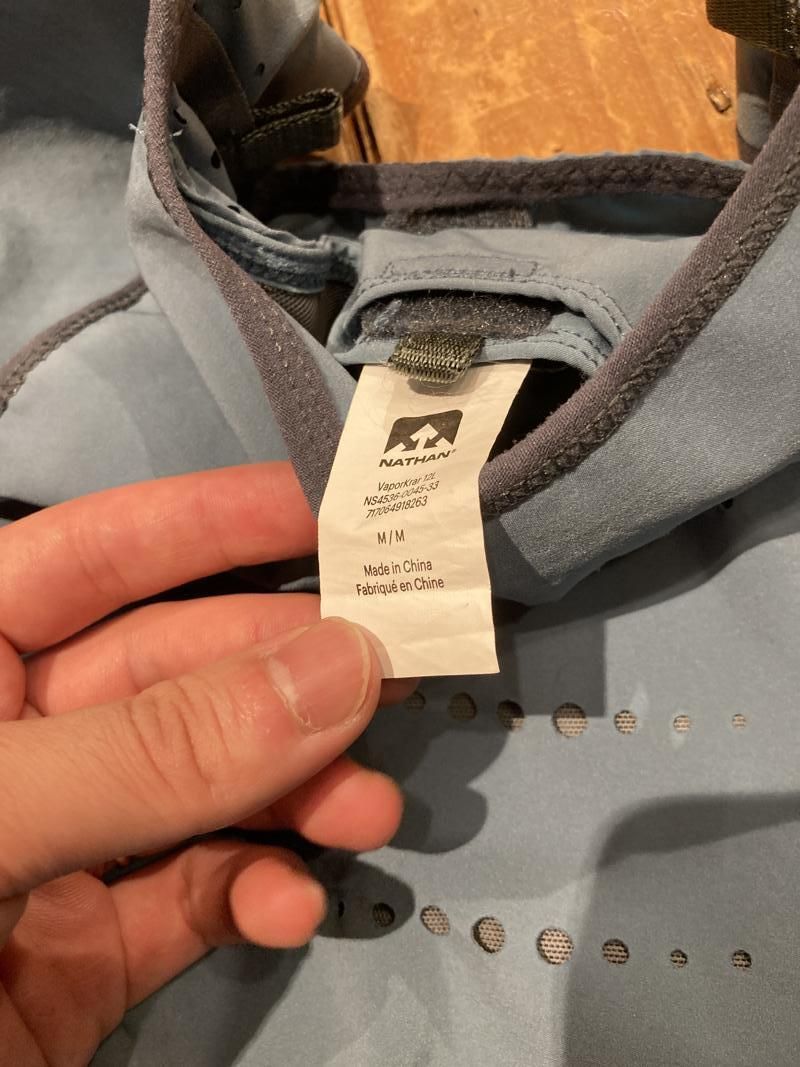 NATHAN®
VaporKrar 12L
NS4536-0045-33
717064918263
M / M
Made in China
Fabriqué en Chine